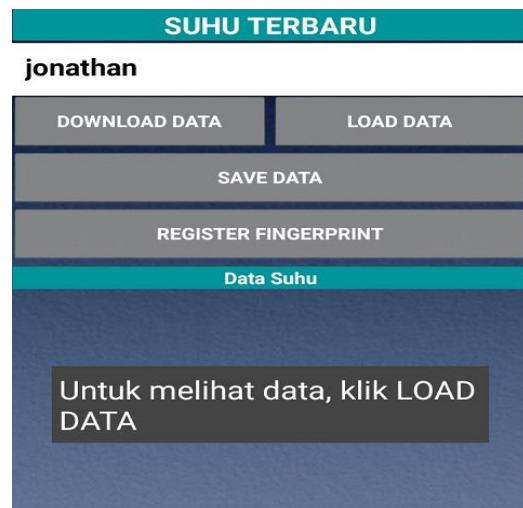 SUHU TERBARU
jonathan
DOWNLOAD DATA LOAD DATA
SAVE DATA
REGISTER FINGERPRINT
Data Suhu
Untuk melihat data, klik LOAD
DATA